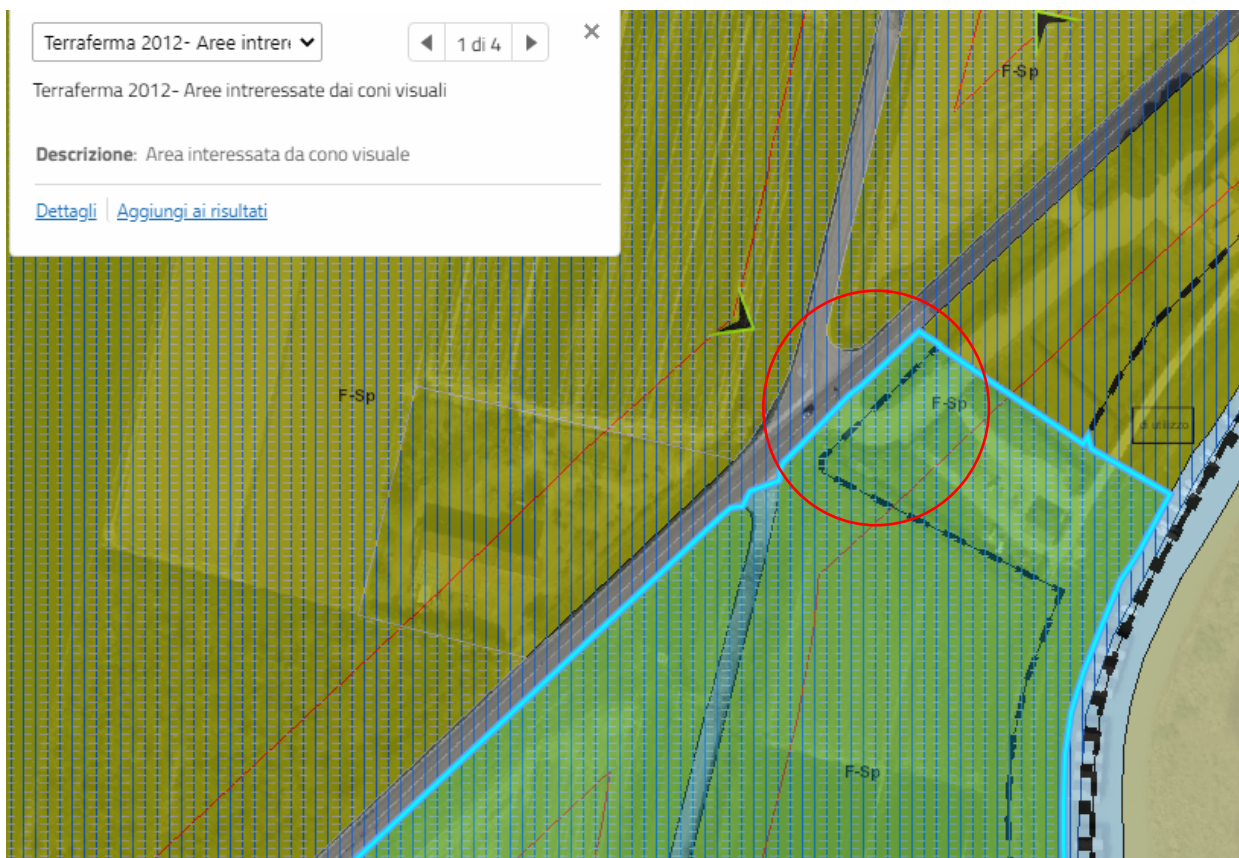 Terraferma 2012- Aree intrere
1 di 4
Terraferma 2012- Aree intreressate dai coni visuali
Descrizione: Area interessata da cono visuale
Dettagli Aggiungi ai risultati
F-Sp
F-Sp
F-Sp
di utilizzo
F-Sp